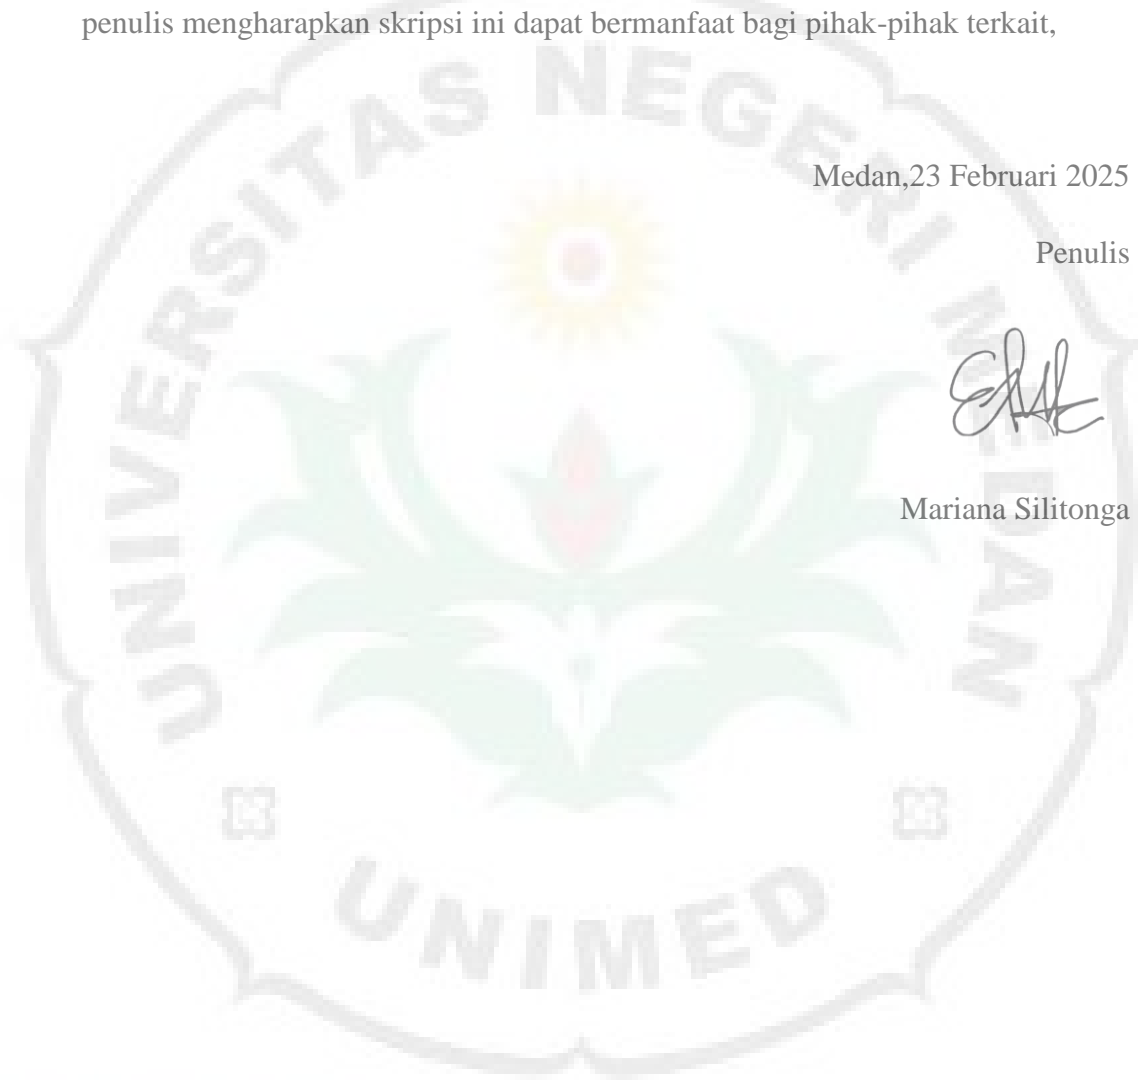 penulis mengharapkan skripsi ini dapat bermanfaat bagi pihak-pihak terkait,
UNIVERSITAS NEGERI MEDAN
Medan,23 Februari 2025
Penulis
Mariana Silitonga
UNIMED